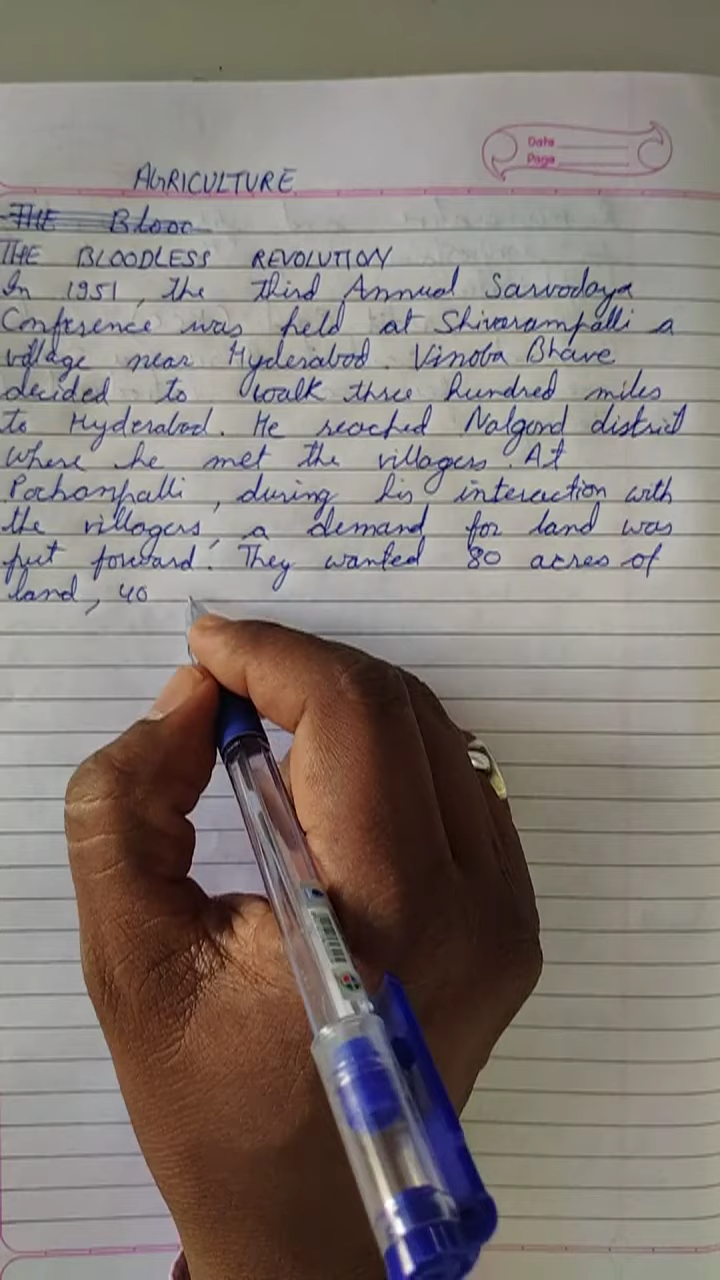 Date
Page
AGRICULTURE
THE Blooc
THE BLOODLESS REVOLUTION
In 1951, the third Annual Sarvodaya
Conference was held at Shivarampalli a
village near Hyderabad. Vinoba Bhave
decided to walk three hundred miles
to Hyderabad. He reached Nalgond district
where he met the villagers. At
Pochampalli, during his interaction with
the villagers, a demand for land was
put forward. They wanted 80 acres of
land, 40